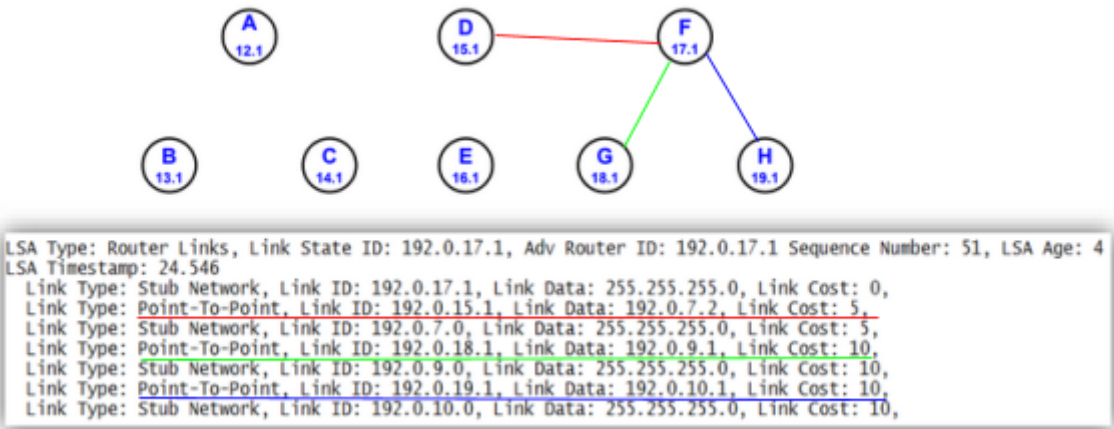 A
12.1
D
15.1
F
17.1
B
13.1
C
14.1
E
16.1
G
18.1
H
19.1
LSA Type: Router Links, Link State ID: 192.0.17.1, Adv Router ID: 192.0.17.1 Sequence Number: 51, LSA Age: 4
LSA Timestamp: 24.546
Link Type: Stub Network, Link ID: 192.0.17.1, Link Data: 255.255.255.0, Link Cost: 0,
Link Type: Point-To-Point, Link ID: 192.0.15.1, Link Data: 192.0.7.2, Link Cost: 5,
Link Type: Stub Network, Link ID: 192.0.7.0, Link Data: 255.255.255.0, Link Cost: 5,
Link Type: Point-To-Point, Link ID: 192.0.18.1, Link Data: 192.0.9.1, Link Cost: 10,
Link Type: Stub Network, Link ID: 192.0.9.0, Link Data: 255.255.255.0, Link Cost: 10,
Link Type: Point-To-Point, Link ID: 192.0.19.1, Link Data: 192.0.10.1, Link Cost: 10,
Link Type: Stub Network, Link ID: 192.0.10.0, Link Data: 255.255.255.0, Link Cost: 10,